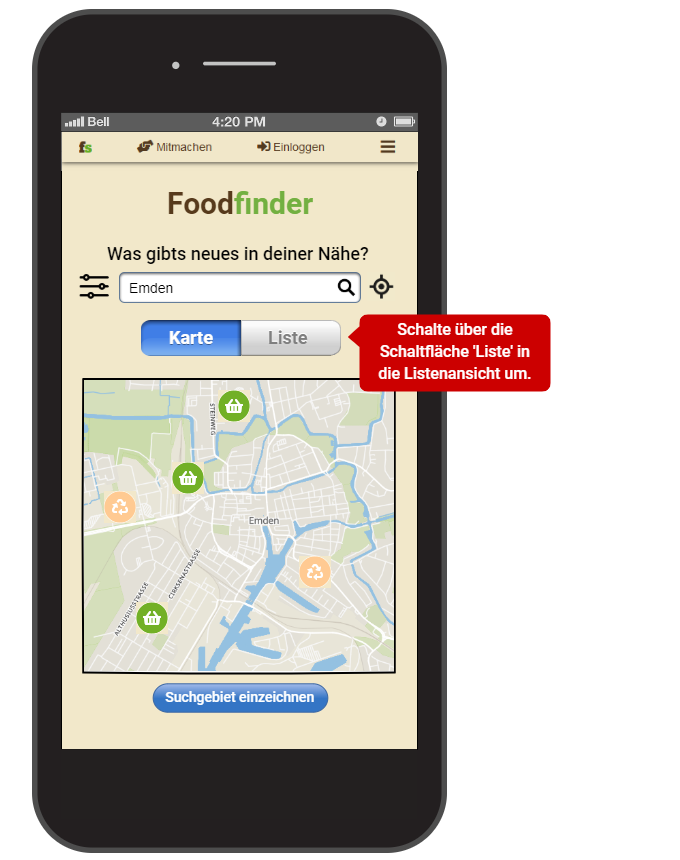 Bell 4:20 PM
fs Mitmachen Einloggen
Foodfinder
Was gibts neues in deiner Nähe?
Emden
Karte Liste
Schalte über die
Schaltfläche 'Liste' in
die Listenansicht um.
STEINWEG
Emden
CIRKSENASTRASSE
ALTHUSIUSSTRASSE
Suchgebiet einzeichnen